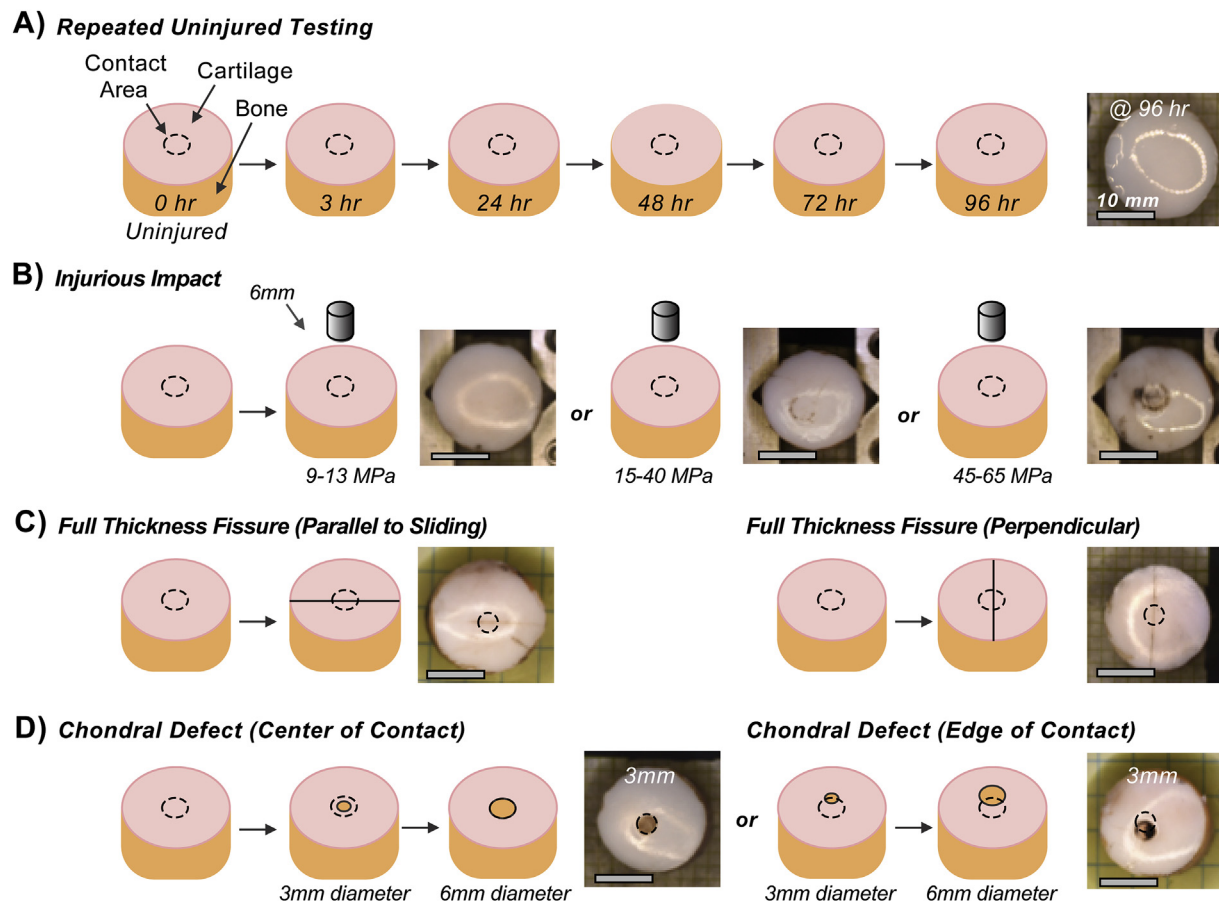 A) Repeated Uninjured Testing
Contact Area
Cartilage
Bone
0 hr
3 hr
24 hr
48 hr
72 hr
96 hr
@ 96 hr
10 mm
Uninjured
B) Injurious Impact
6mm
or
or
9-13 MPa
15-40 MPa
45-65 MPa
C) Full Thickness Fissure (Parallel to Sliding)
Full Thickness Fissure (Perpendicular)
D) Chondral Defect (Center of Contact)
Chondral Defect (Edge of Contact)
3mm
3mm
or
3mm diameter
6mm diameter
3mm diameter
6mm diameter